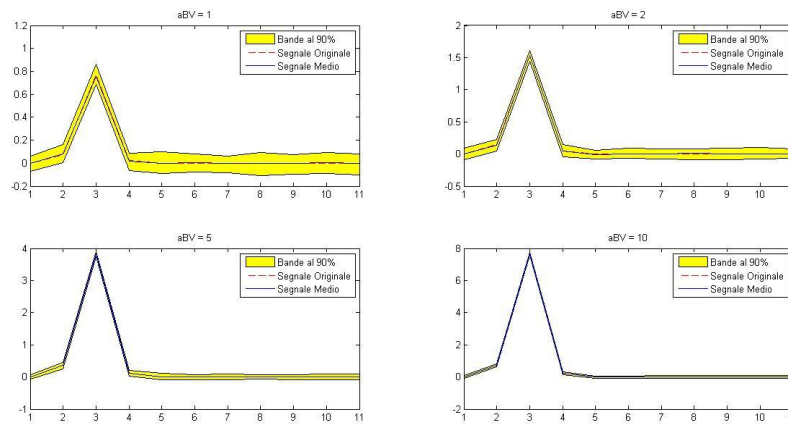 aBV = 1
1.2
1
0.8
0.6
0.4
0.2
0
-0.2
1 2 3 4 5 6 7 8 9 10 11
Bande al 90%
Segnale Originale
Segnale Medio
aBV = 2
2
1.5
1
0.5
0
-0.5
1 2 3 4 5 6 7 8 9 10
Bande al 90%
Segnale Originale
Segnale Medio
aBV = 5
4
3
2
1
0
-1
1 2 3 4 5 6 7 8 9 10 11
Bande al 90%
Segnale Originale
Segnale Medio
aBV = 10
8
6
4
2
0
-2
1 2 3 4 5 6 7 8 9 10
Bande al 90%
Segnale Originale
Segnale Medio